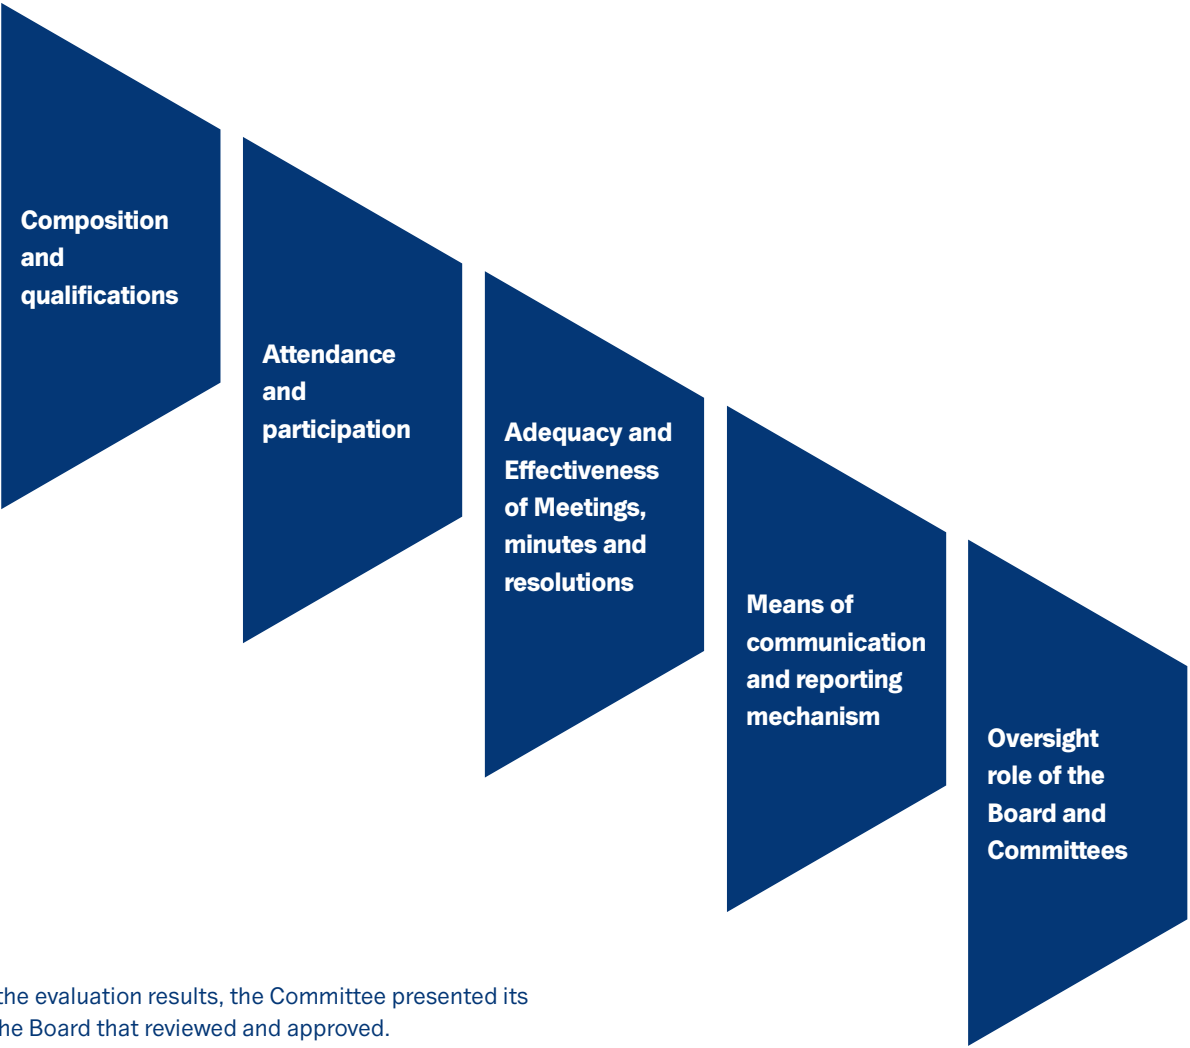 Composition
and
qualifications
Attendance
and
participation
Adequacy and
Effectiveness
of Meetings,
minutes and
resolutions
Means of
communication
and reporting
mechanism
Oversight
role of the
Board and
Committees
the evaluation results, the Committee presented its
the Board that reviewed and approved.